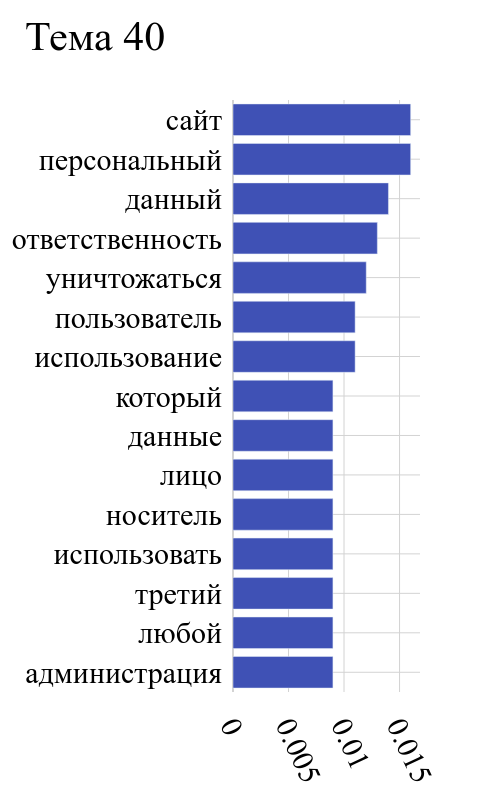 Тема 40
сайт
персональный
данный
ответственность
уничтожаться
пользователь
использование
который
данные
лицо
носитель
использовать
третий
любой
администрация
0
0.005
0.01
0.015